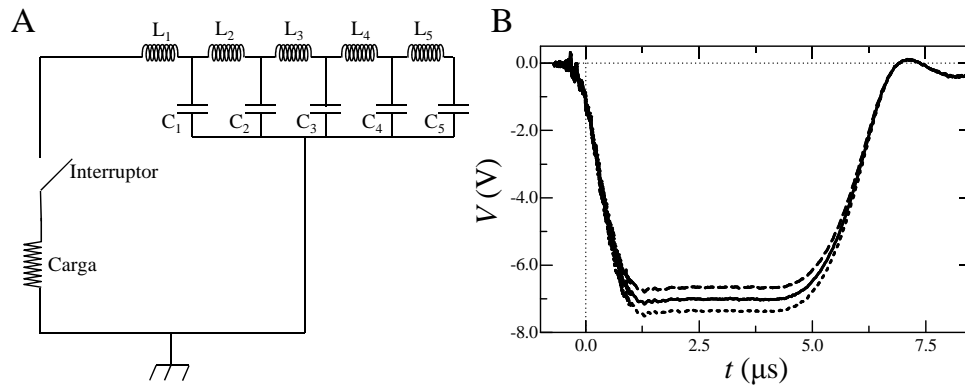 A
L1 L2 L3 L4 L5
C1 C2 C3 C4 C5
Interruptor
Carga
B
0.0
-2.0
-4.0
-6.0
-8.0
V (V)
0.0 2.5 5.0 7.5
t (μs)